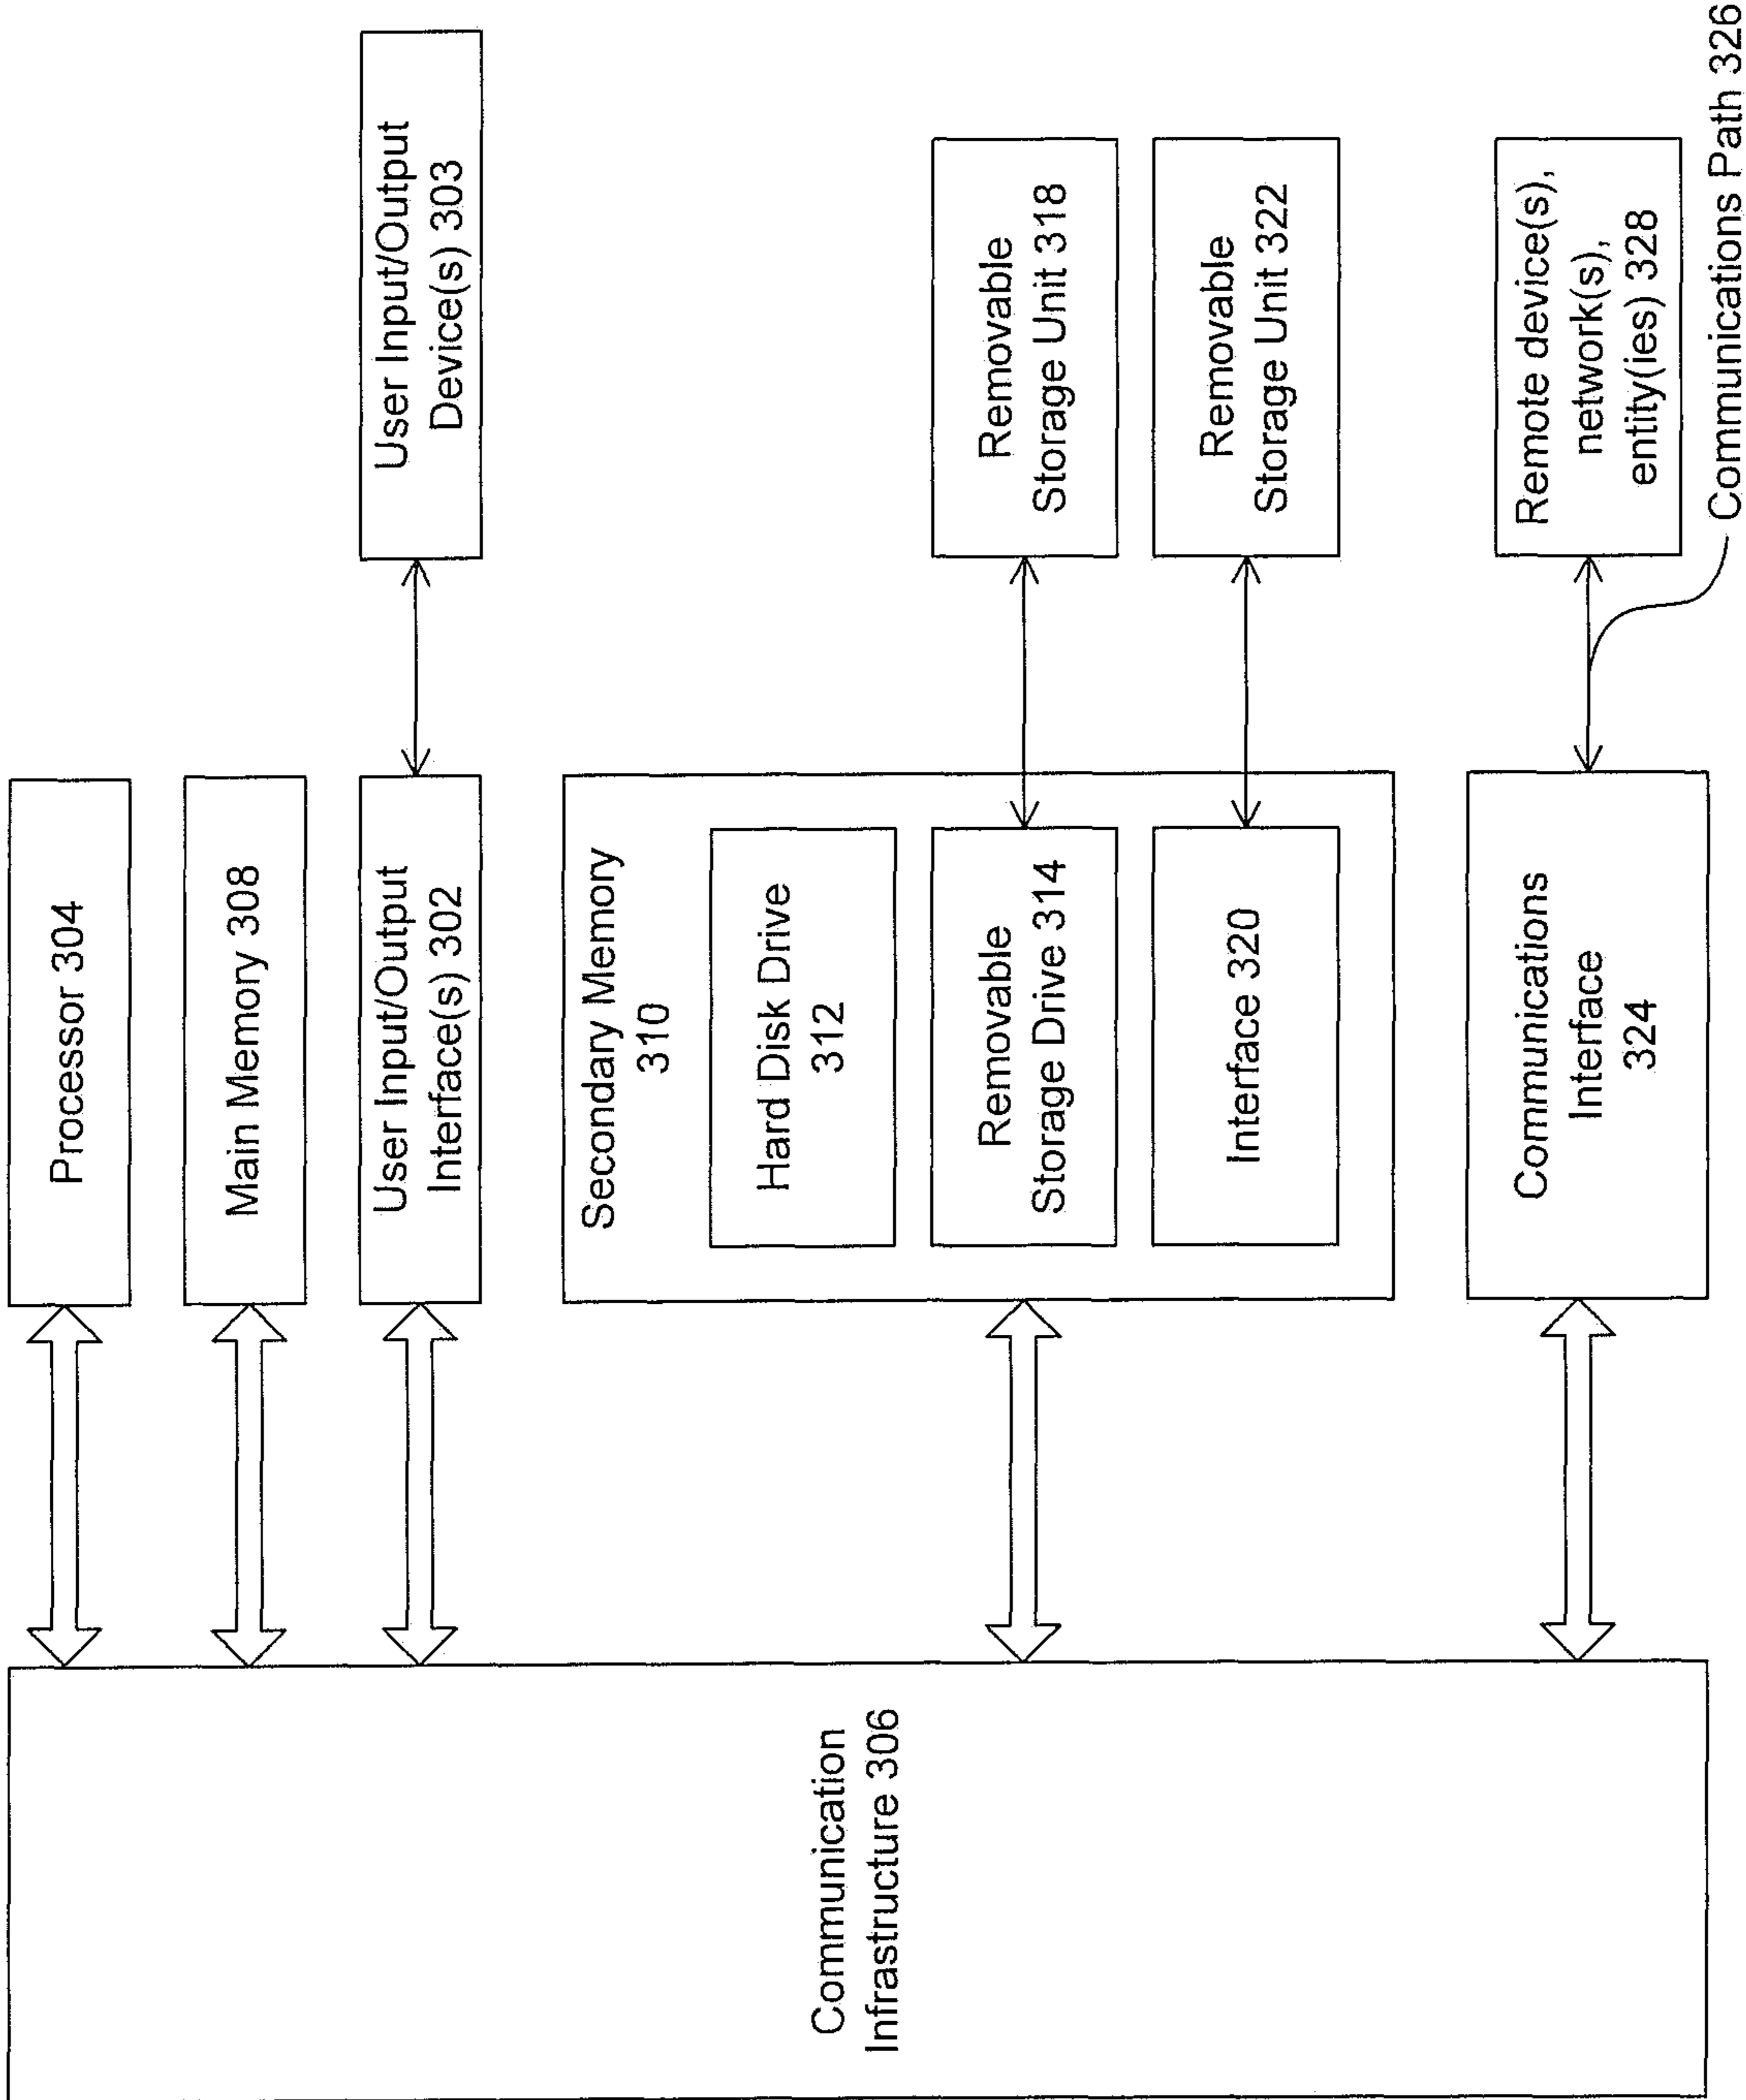 Processor 304
Main Memory 308
User Input/Output
Interface(s) 302
User Input/Output
Device(s) 303
Secondary Memory
310
Hard Disk Drive
312
Removable
Storage Drive 314
Removable
Storage Unit 318
Interface 320
Removable
Storage Unit 322
Communications
Interface
324
Remote device(s),
network(s),
entity(ies) 328
Communications Path 326
Communication
Infrastructure 306